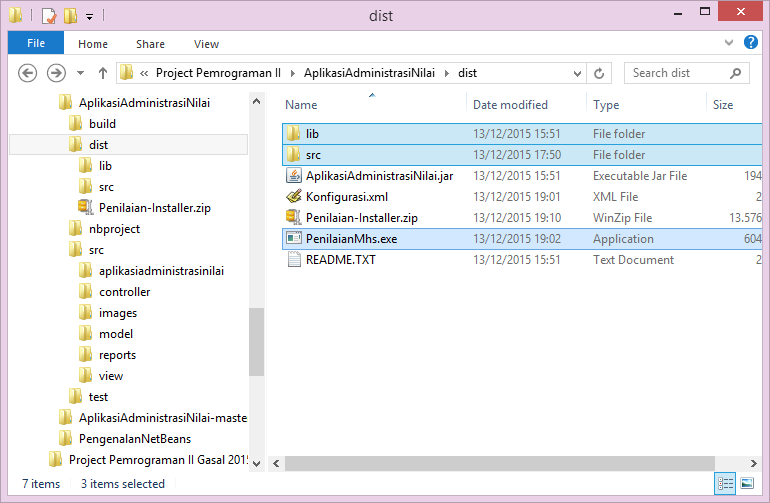 dist
File Home Share View
« Project Pemrograman II AplikasiAdministrasiNilai dist Search dist
AplikasiAdministrasiNilai
build
dist
lib
src
Penilaian-Installer.zip
nbproject
src
aplikasiadministrasinilai
controller
images
model
reports
view
test
AplikasiAdministrasiNilai-maste
PengenalanNetBeans
Project Pemrograman II Gasal 2015
Name Date modified Type Size
lib 13/12/2015 15:51 File folder
src 13/12/2015 17:50 File folder
AplikasiAdministrasiNilai.jar 13/12/2015 15:51 Executable Jar File 194
Konfigurasi.xml 13/12/2015 19:01 XML File 2
Penilaian-Installer.zip 13/12/2015 19:10 WinZip File 13.576
PenilaianMhs.exe 13/12/2015 19:02 Application 604
README.TXT 13/12/2015 15:51 Text Document 2
7 items 3 items selected